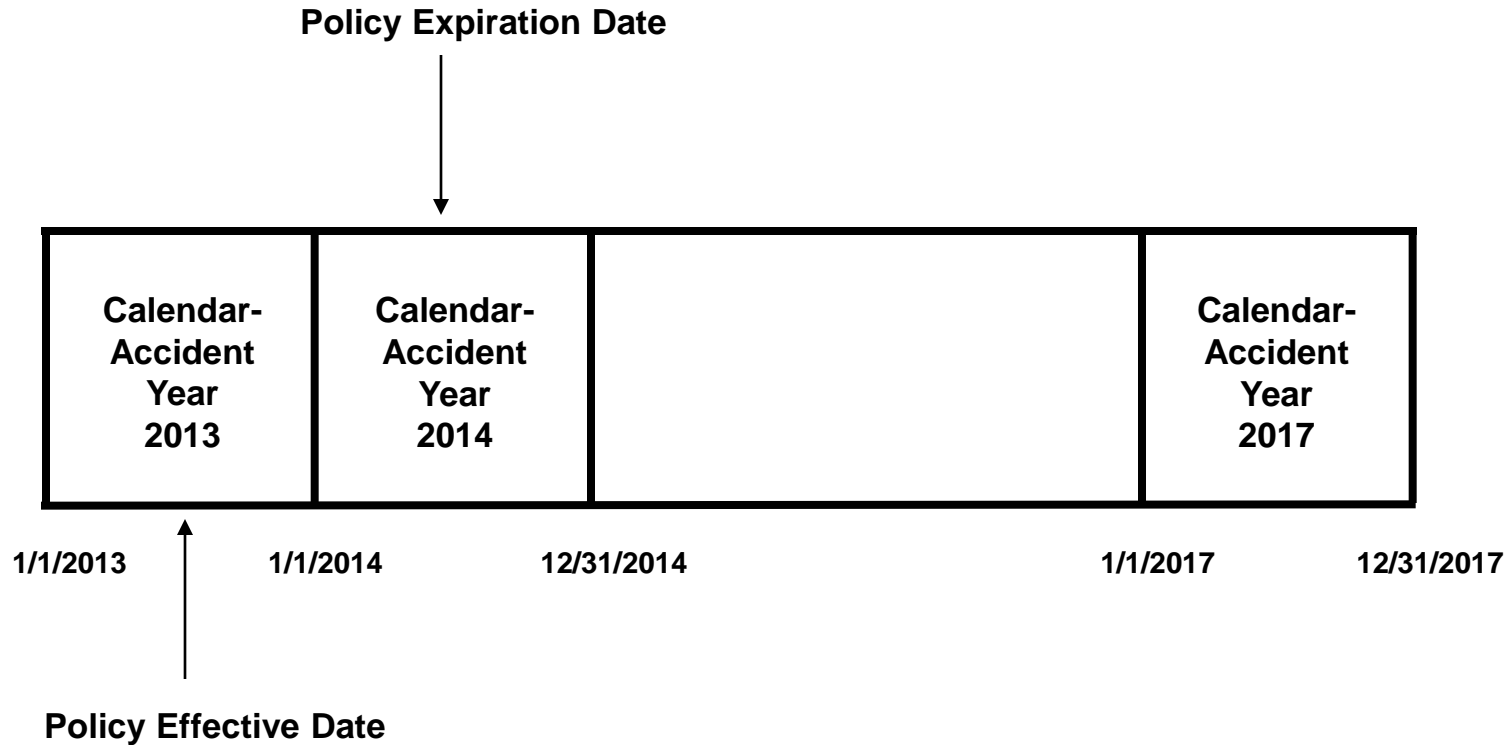 Policy Expiration Date
Calendar-
Accident
Year
2013
Calendar-
Accident
Year
2014
Calendar-
Accident
Year
2017
1/1/2013
1/1/2014
12/31/2014
1/1/2017
12/31/2017
Policy Effective Date